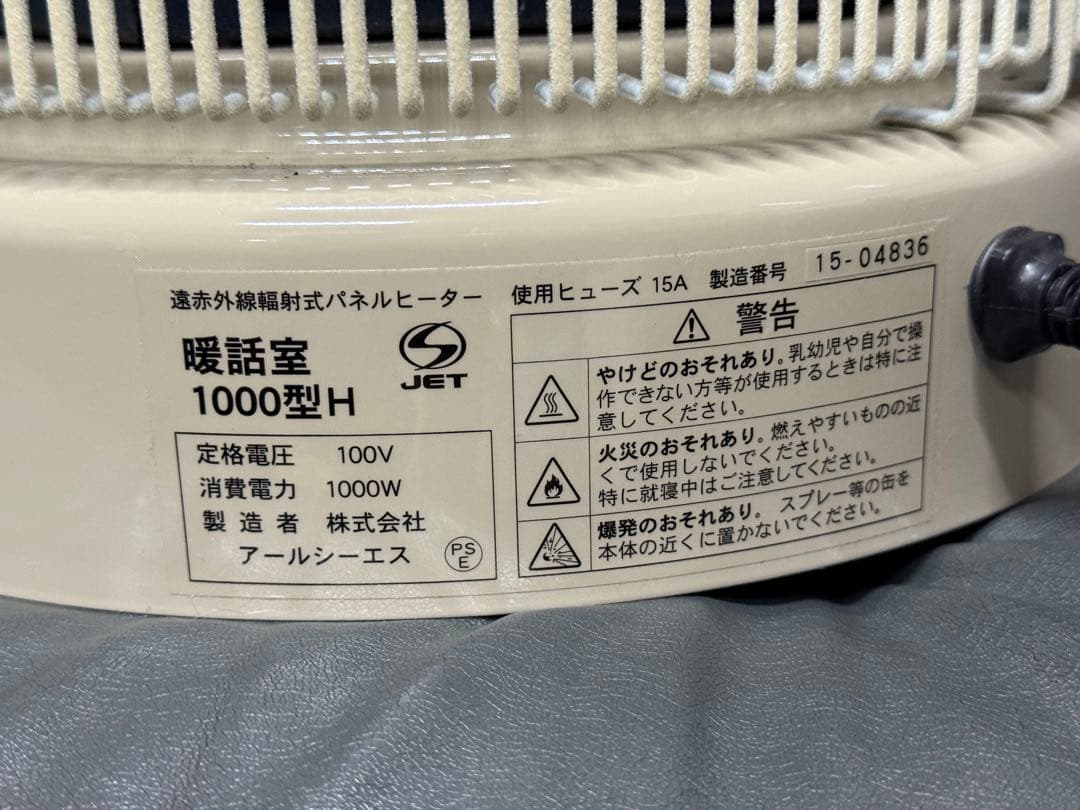 遠赤外線輻射式パネルヒーター
暖話室
1000型H
JET
定格電圧 100V
消費電力 1000W
製造者 株式会社
アールシーエス
PS
E
使用ヒューズ 15A 製造番号 15-04836
警告
やけどのおそれあり。乳幼児や自分で操
作できない方等が使用するときは特に注
意してください。
火災のおそれあり。燃えやすいものの近
くで使用しないでください。
特に就寝中はご注意してください。
爆発のおそれあり。スプレー等の缶を
本体の近くに置かないでください。